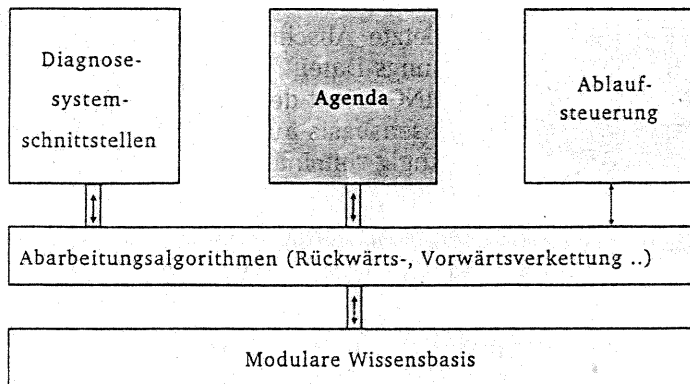 Diagnose-
system-
schnittstellen
Agenda
Ablauf-
steuerung
Abarbeitungsalgorithmen (Rückwärts-, Vorwärtsverkettung ..)
Modulare Wissensbasis